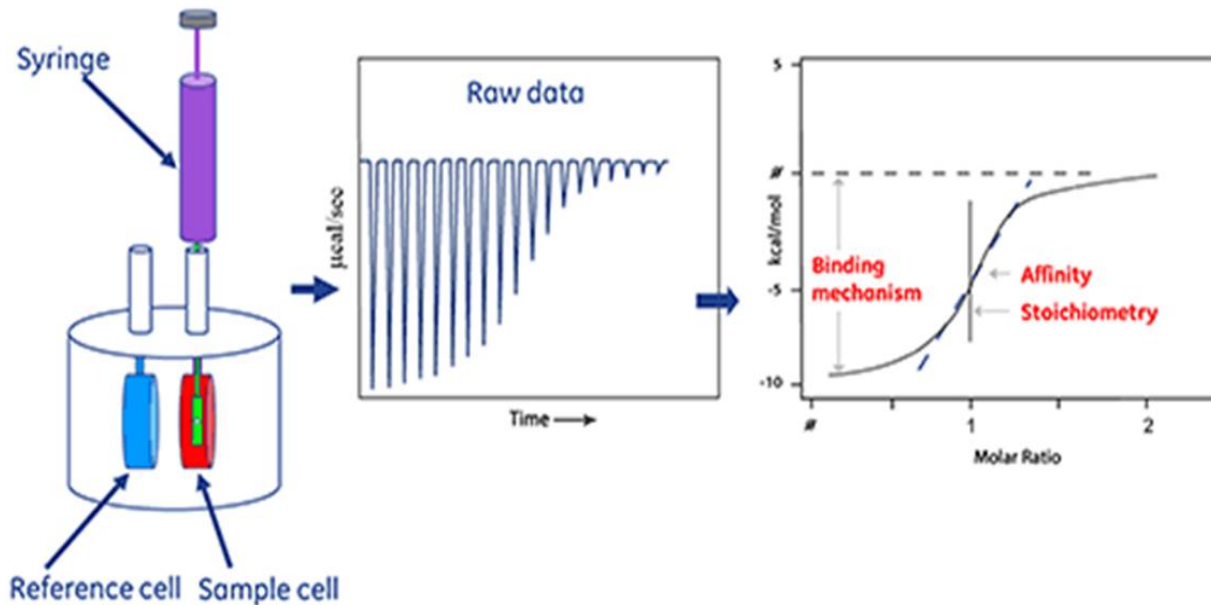 Syringe
Reference cell
Sample cell
Raw data
µcal/sec
Time
5
-5
-10
kcal/mol
Binding
mechanism
Affinity
Stoichiometry
1
2
Molar Ratio